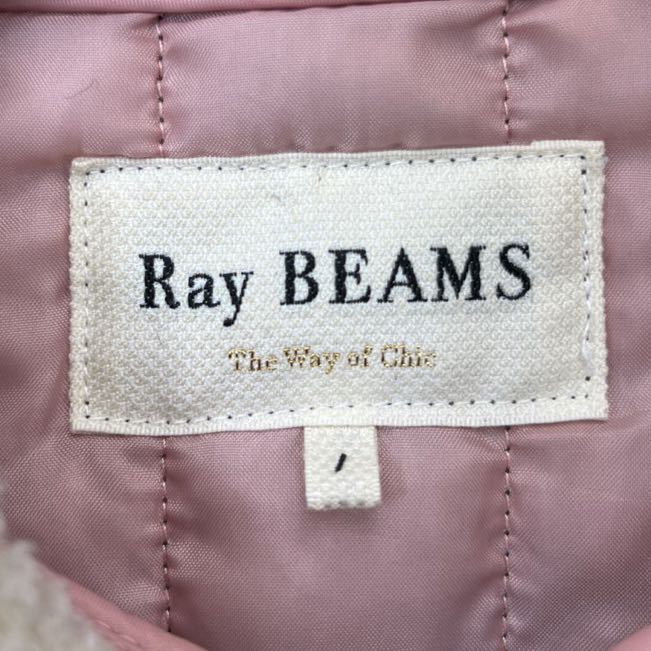 Ray BEAMS
The Way of Chic
1